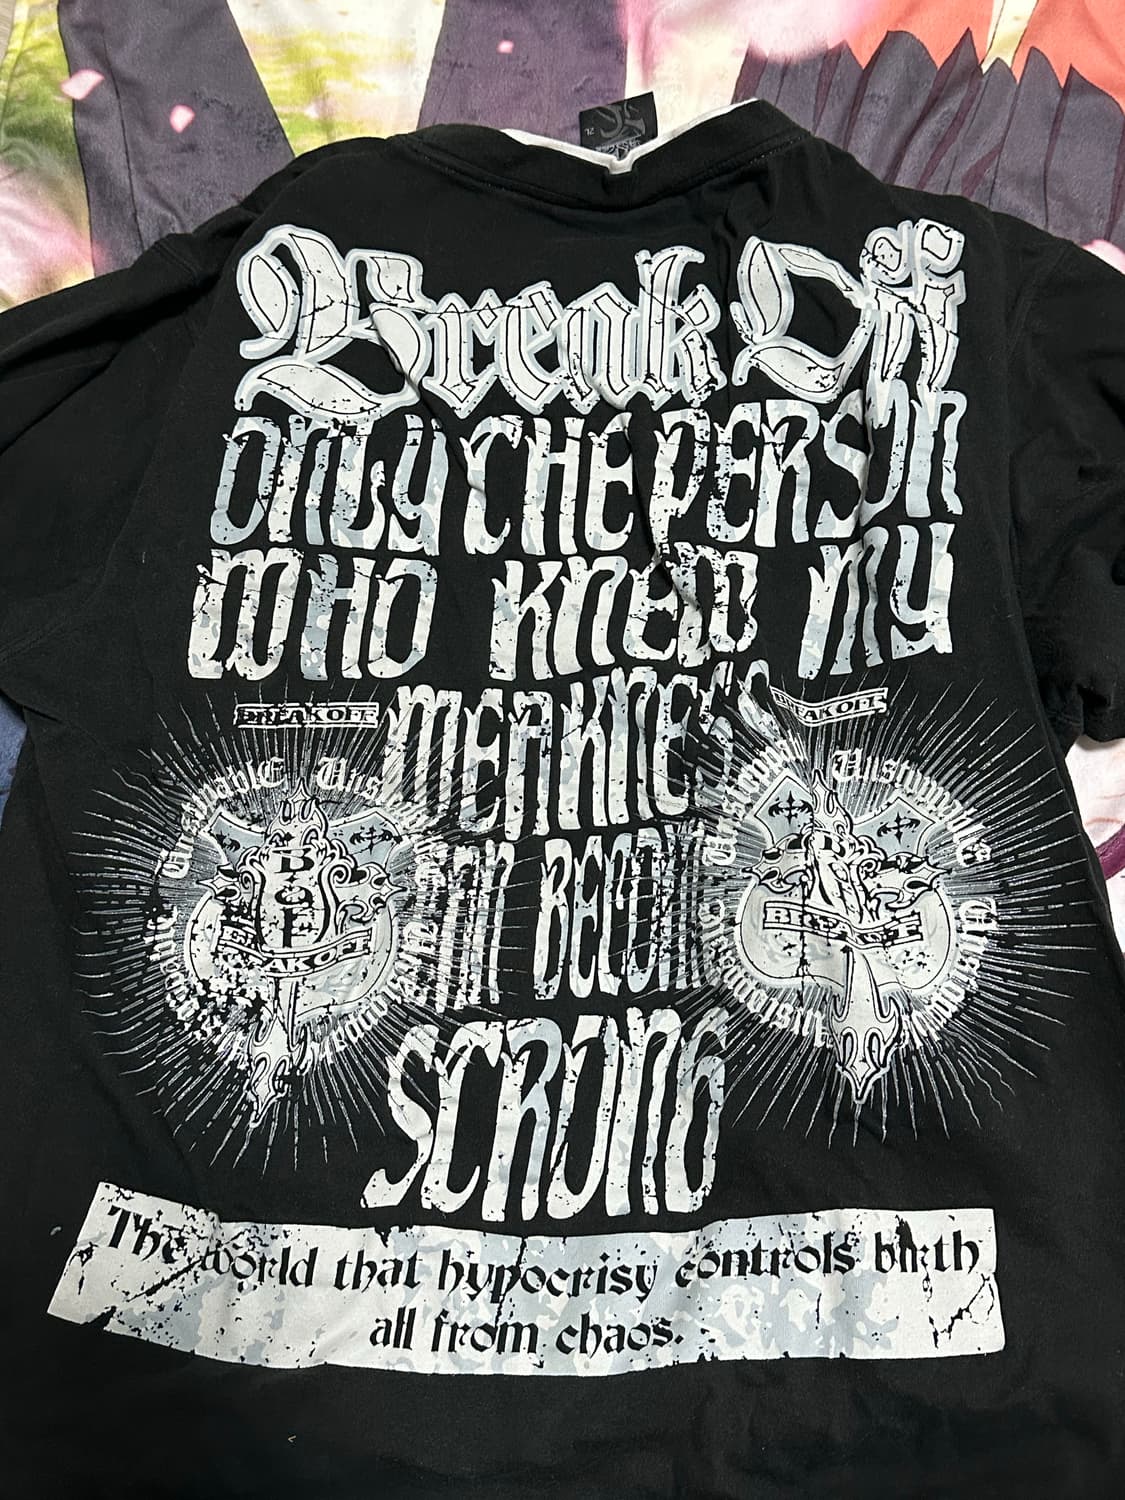 Break Off
ONLY THE PERSON
WHO KNEW MY
WEAKNESS
BREAKOFF
CAN BECOME
B
BREAKOFF
STRONG
The world that hypocrisy controls birth
all from chaos.
2L